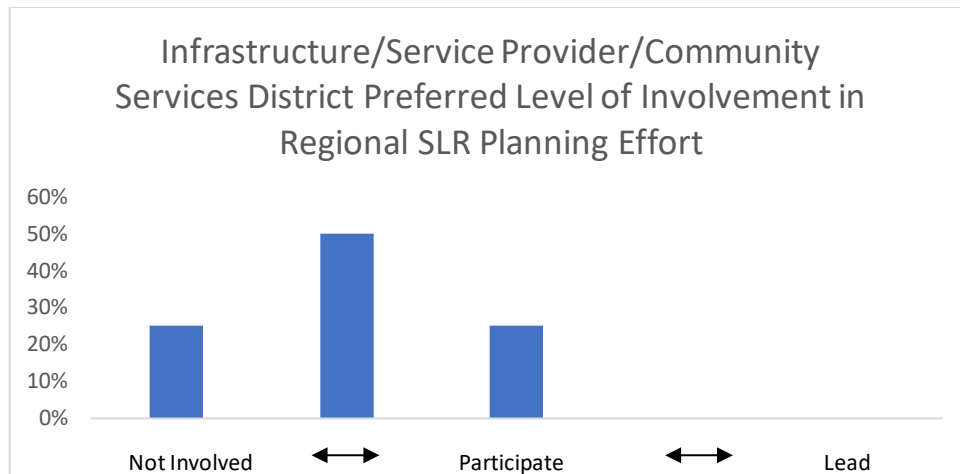 Infrastructure/Service Provider/Community
Services District Preferred Level of Involvement in
Regional SLR Planning Effort
60%
50%
40%
30%
20%
10%
0%
Not Involved Participate Lead